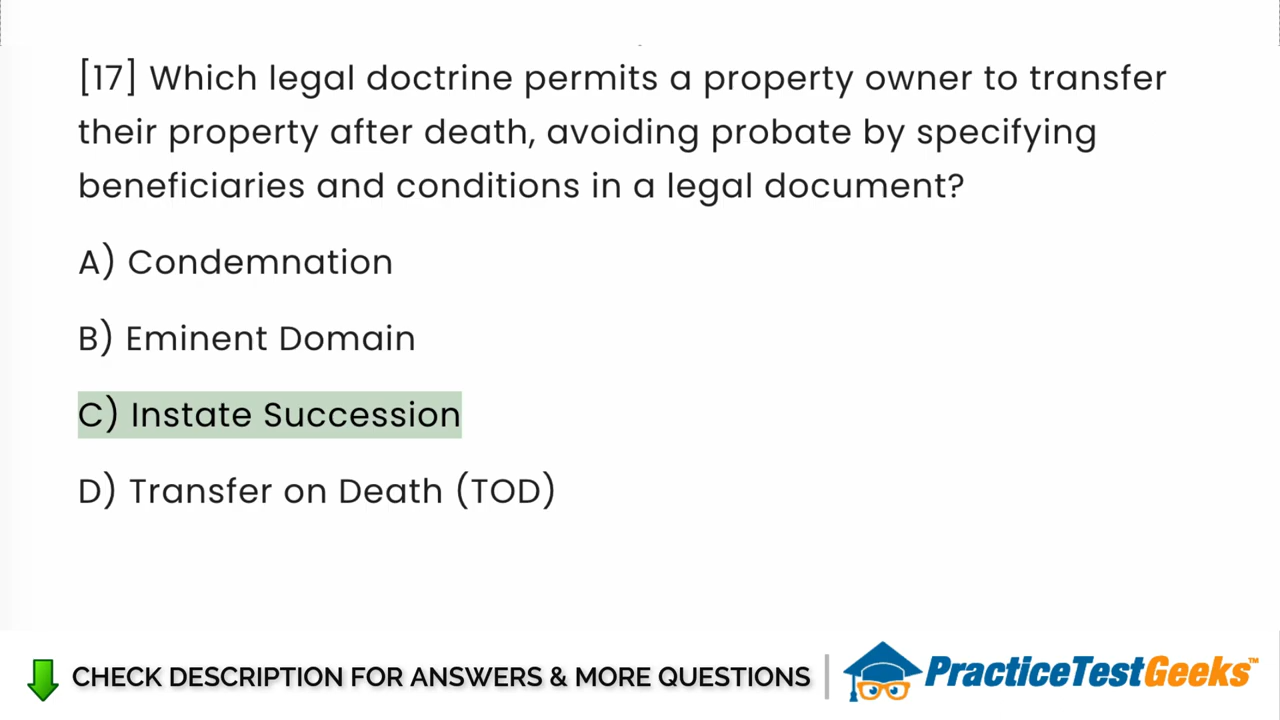 [17] Which legal doctrine permits a property owner to transfer
their property after death, avoiding probate by specifying
beneficiaries and conditions in a legal document?
A) Condemnation
B) Eminent Domain
C) Instate Succession
D) Transfer on Death (TOD)
CHECK DESCRIPTION FOR ANSWERS & MORE QUESTIONS
PracticeTestGeeks™